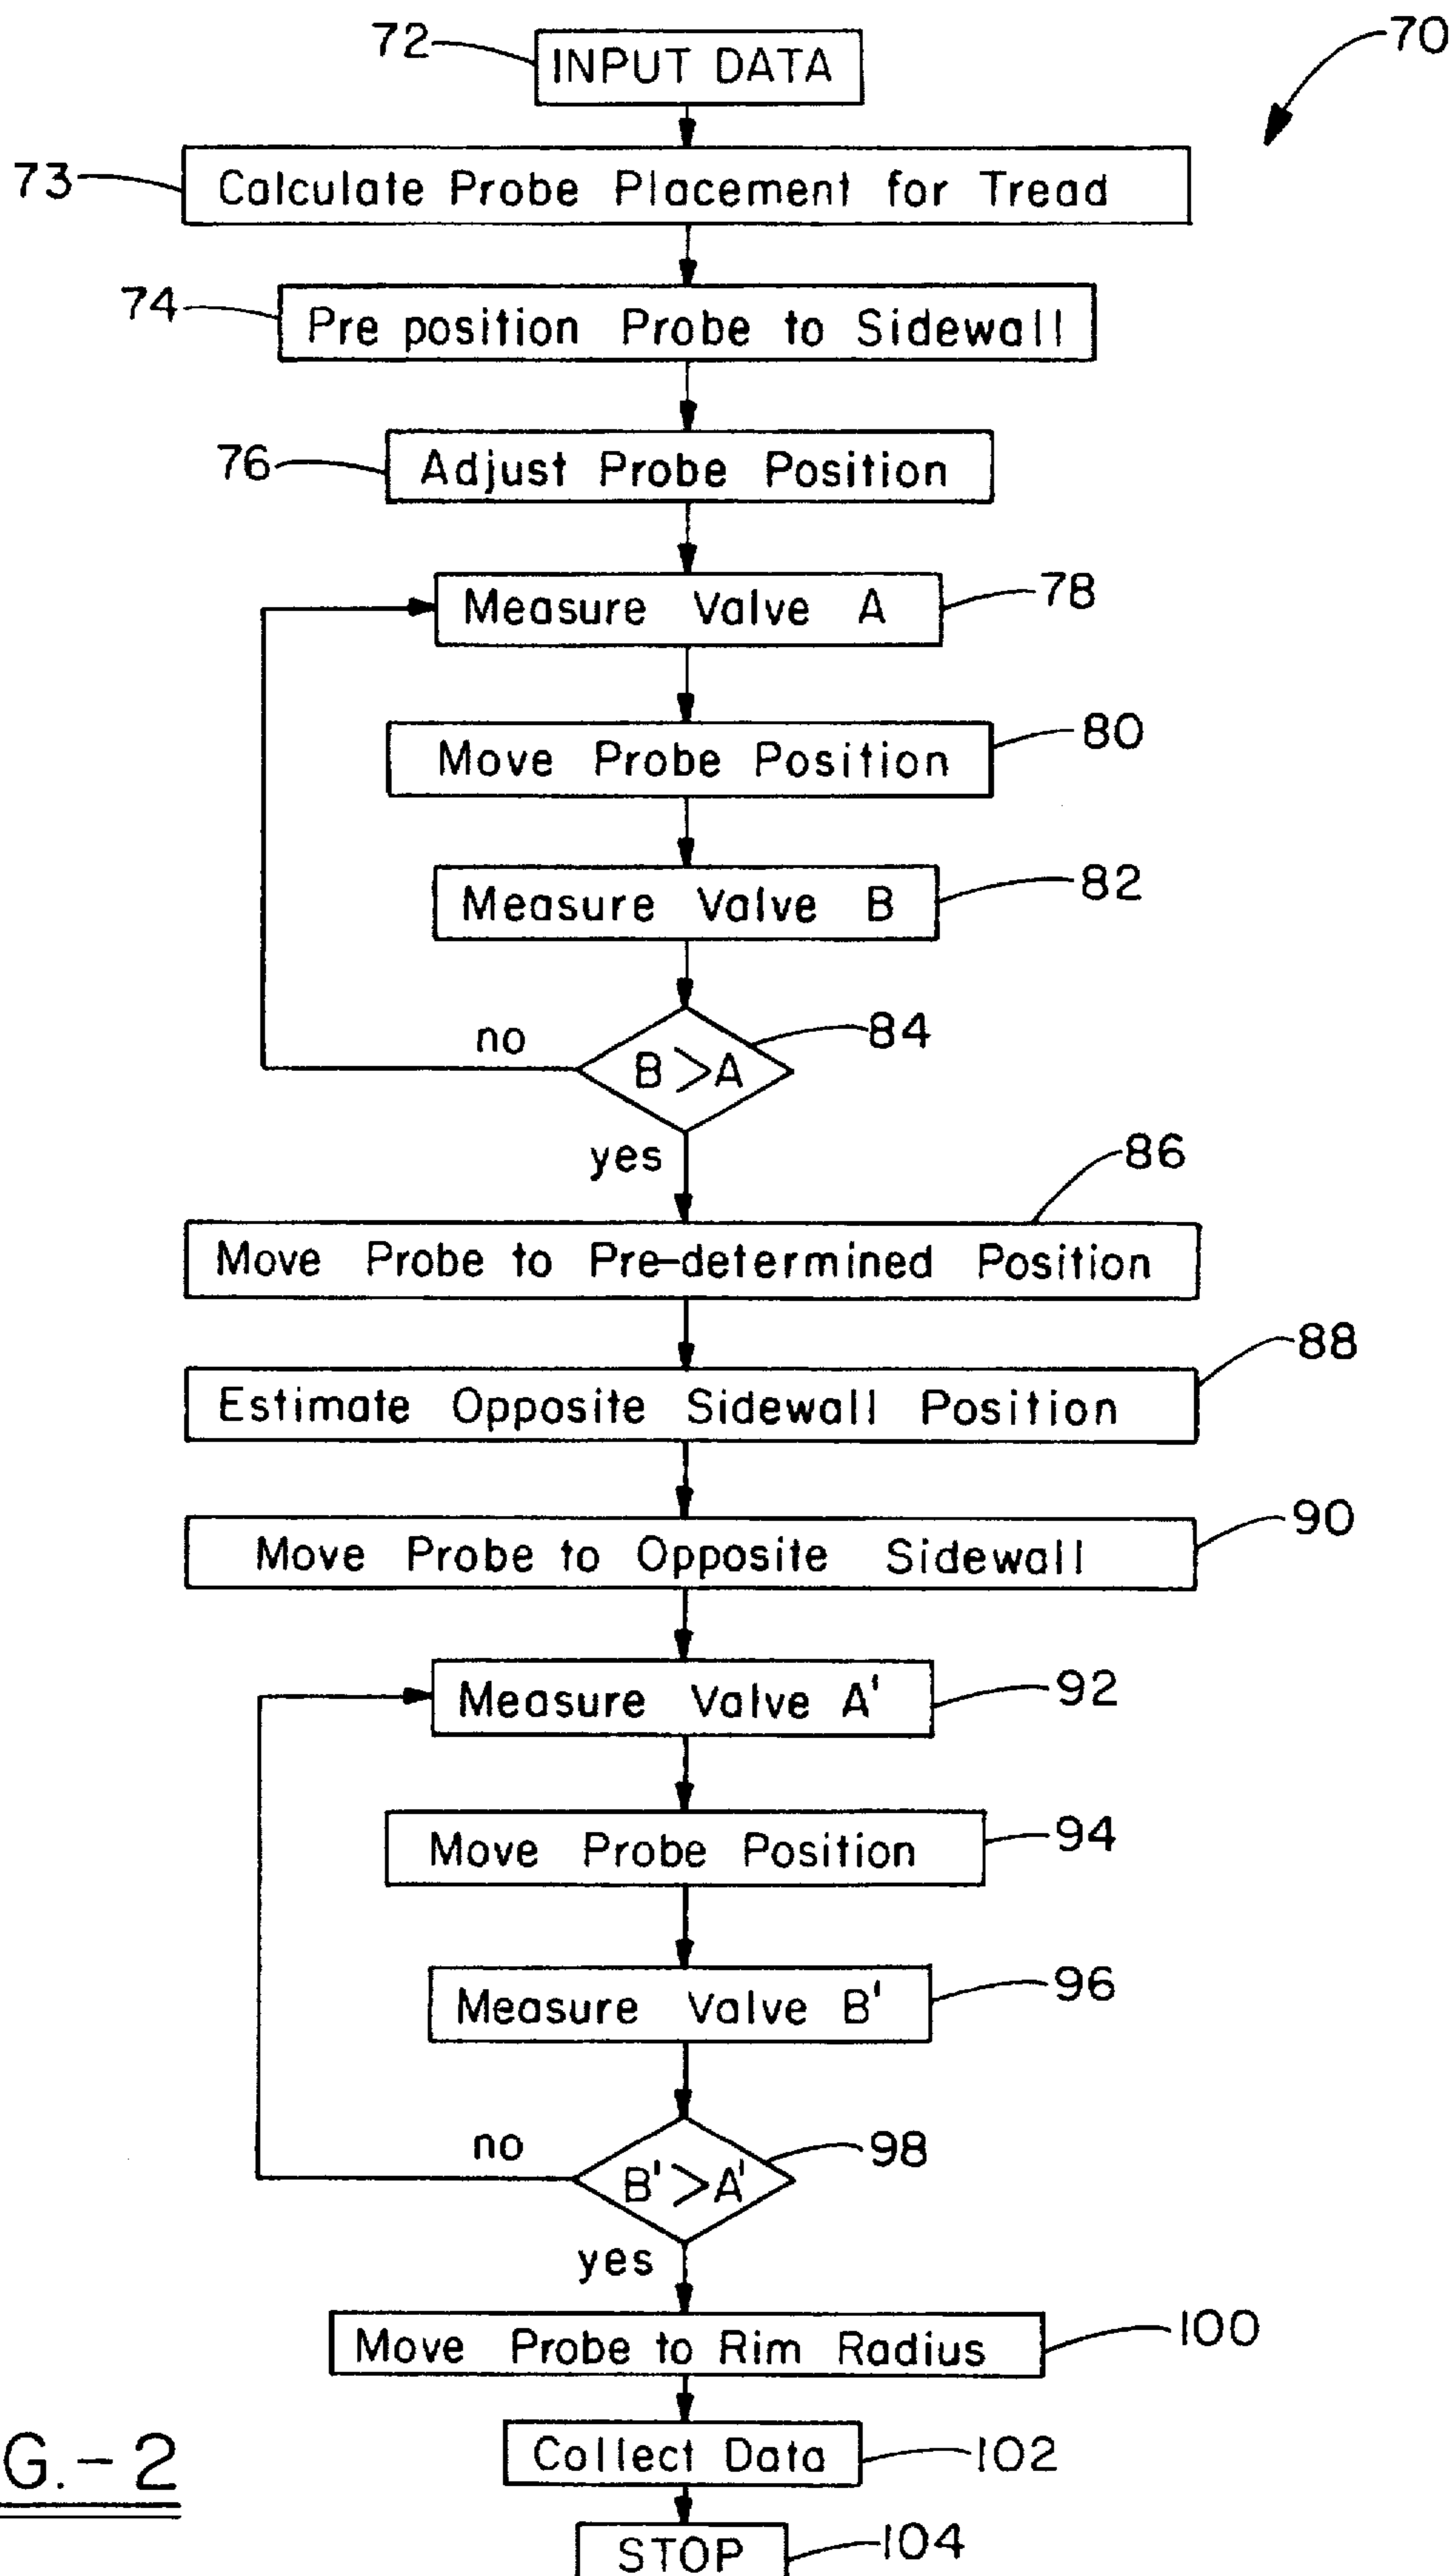 70
72
INPUT DATA
73
Calculate Probe Placement for Tread
74
Pre position Probe to Sidewall
76
Adjust Probe Position
Measure Valve A
78
Move Probe Position
80
Measure Valve B
82
no
B>A
84
yes
86
Move Probe to Pre-determined Position
Estimate Opposite Sidewall Position
88
Move Probe to Opposite Sidewall
90
Measure Valve A'
92
Move Probe Position
94
Measure Valve B'
96
no
B'>A'
98
yes
Move Probe to Rim Radius
100
Collect Data
102
STOP
104
G.-2